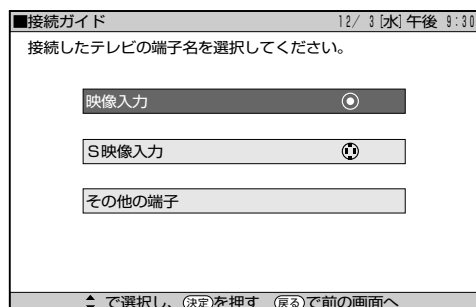 ■接続ガイド 12/ 3[水]午後 9:30
接続したテレビの端子名を選択してください。
映像入力
S映像入力
その他の端子
で選択し、決定を押す 戻るで前の画面へ